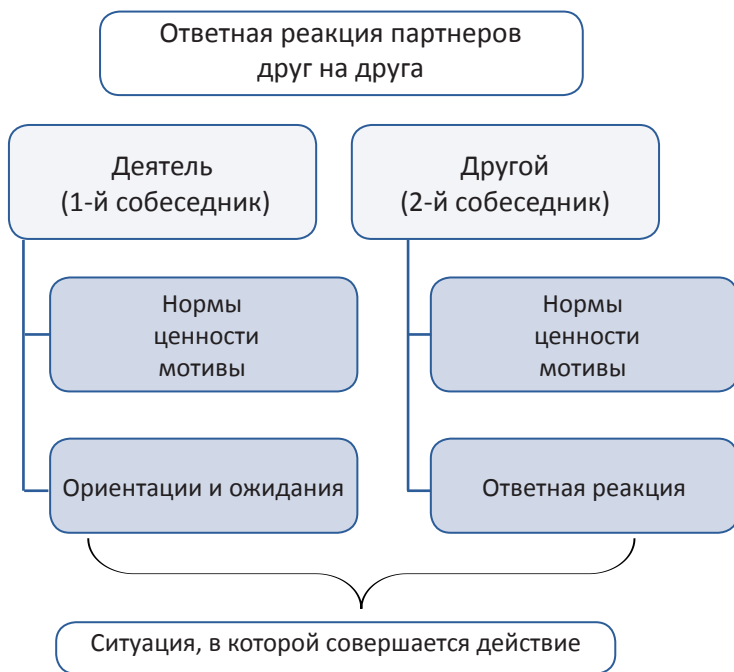 Ответная реакция партнеров
друг на друга
Деятель
(1-й собеседник)
Другой
(2-й собеседник)
Нормы
ценности
мотивы
Нормы
ценности
мотивы
Ориентации и ожидания
Ответная реакция
Ситуация, в которой совершается действие